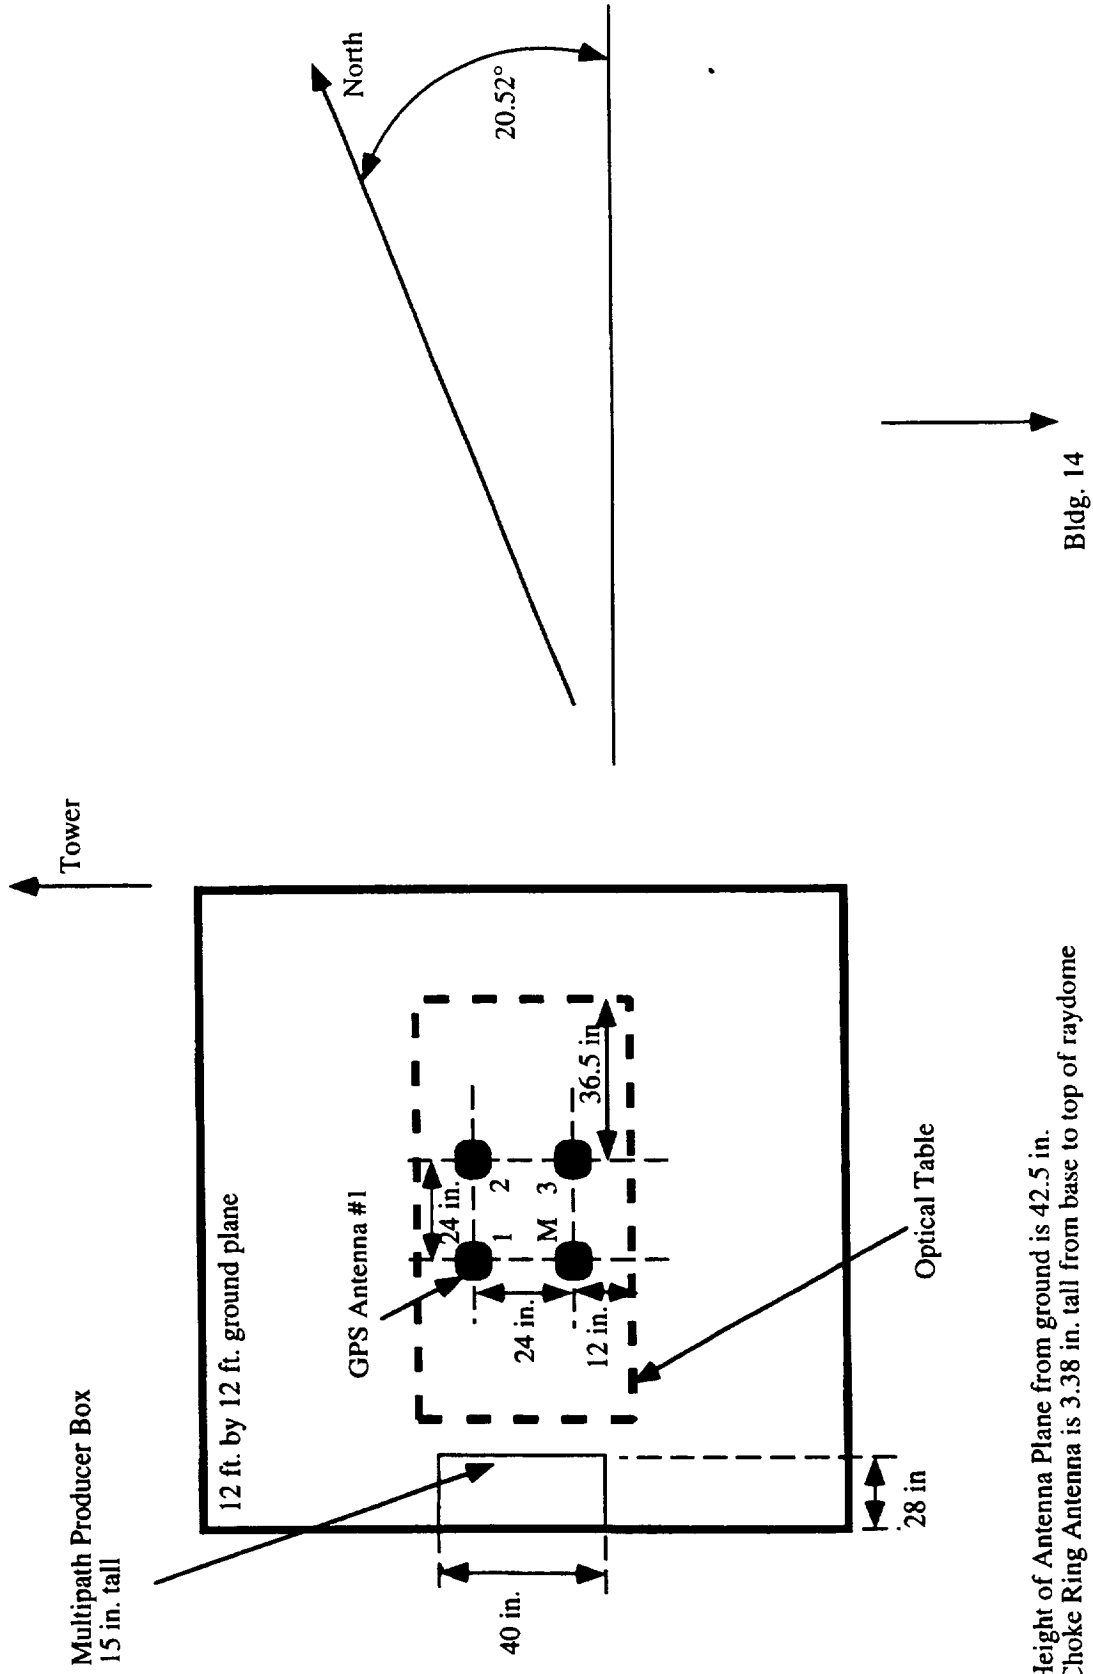 Multipath Producer Box
15 in. tall
12 ft. by 12 ft. ground plane
Tower
North
20.52°
GPS Antenna #1
24 in.
1
2
M
3
24 in.
12 in.
36.5 in
40 in.
28 in
Optical Table
Bldg. 14
Height of Antenna Plane from ground is 42.5 in.
Choke Ring Antenna is 3.38 in. tall from base to top of raydome